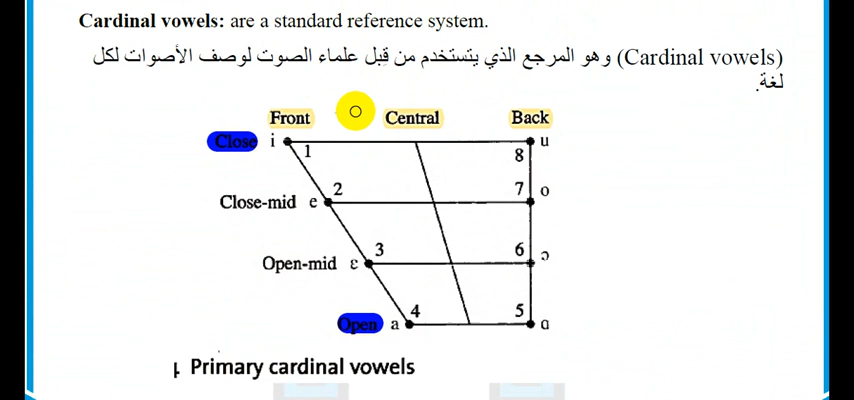 Cardinal vowels: are a standard reference system.
(Cardinal vowels) وهو المرجع الذي يتستخدم من قِبل علماء الصوت لوصف الأصوات لكل
لغة.
Front Central Back
Close i 1 8 u
Close-mid e 2 7 o
Open-mid ε 3 6 ɔ
Open a 4 5 ɑ
Primary cardinal vowels